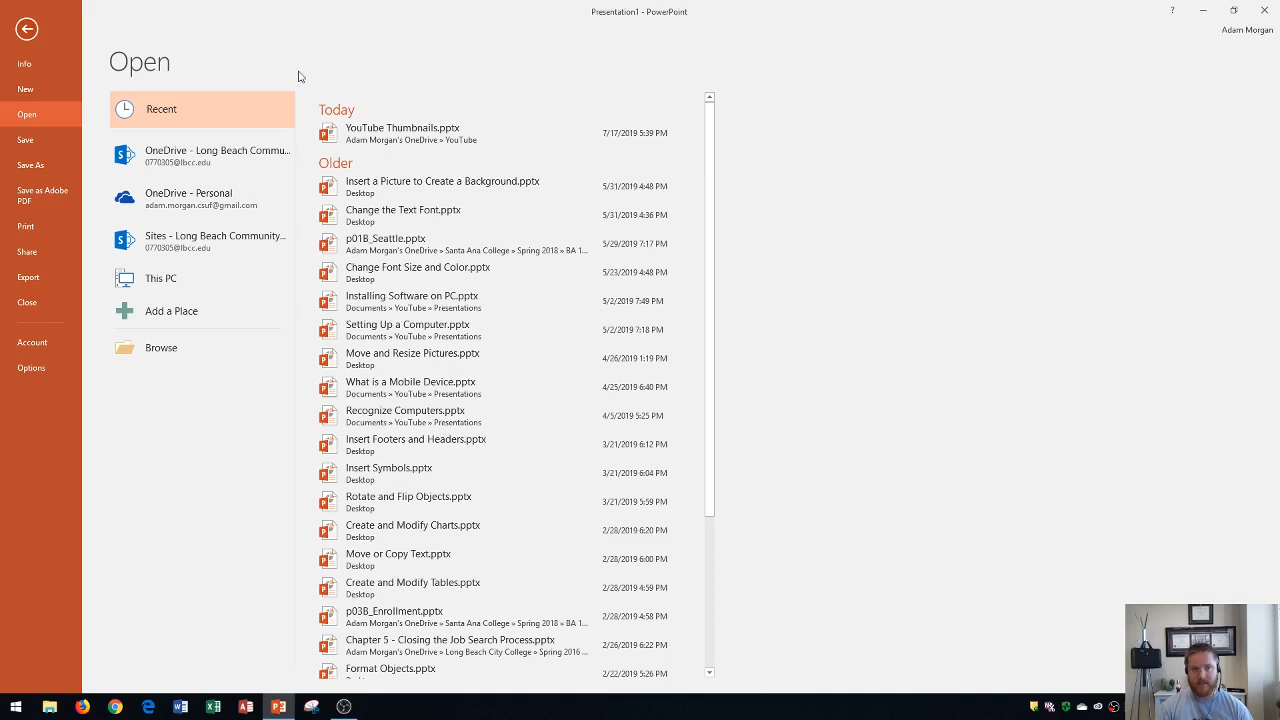 Presentation1 - PowerPoint
?
Adam Morgan
Info
New
Open
Save
Save As
Save as Adobe
PDF
Print
Share
Export
Close
Account
Options
Open
Recent
OneDrive - Long Beach Commu...
0770305@lbcc.edu
OneDrive - Personal
adam.morgan.csuf@gmail.com
Sites - Long Beach Community...
0770305@lbcc.edu
This PC
Add a Place
Browse
Today
YouTube Thumbnails.pptx 7/17/2019 5:39 PM
Adam Morgan's OneDrive » YouTube
Older
Insert a Picture to Create a Background.pptx 5/31/2019 4:48 PM
Desktop
Change the Text Font.pptx 5/31/2019 4:36 PM
Desktop
p01B_Seattle.pptx 5/29/2019 7:17 PM
Adam Morgan's OneDrive » Santa Ana College » Spring 2018 » BA 1...
Change Font Size and Color.pptx 5/23/2019 4:48 PM
Desktop
Installing Software on PC.pptx 5/2/2019 7:49 PM
Documents » YouTube » Presentations
Setting Up a Computer.pptx 5/2/2019 7:18 PM
Documents » YouTube » Presentations
Move and Resize Pictures.pptx 4/26/2019 1:19 PM
Desktop
What is a Mobile Device.pptx 4/25/2019 6:40 PM
Documents » YouTube » Presentations
Recognize Computers.pptx 4/5/2019 5:25 PM
Documents » YouTube » Presentations
Insert Footers and Headers.pptx 3/21/2019 6:12 PM
Desktop
Insert Symbols.pptx 3/21/2019 6:04 PM
Desktop
Rotate and Flip Objects.pptx 3/21/2019 5:59 PM
Desktop
Create and Modify Charts.pptx 2/28/2019 6:20 PM
Desktop
Move or Copy Text.pptx 2/28/2019 6:00 PM
Desktop
Create and Modify Tables.pptx 2/28/2019 4:59 PM
Desktop
p03B_Enrollment.pptx 2/28/2019 4:58 PM
Adam Morgan's OneDrive » Santa Ana College » Spring 2018 » BA 1...
Chapter 5 - Closing the Job Search Process.pptx 2/26/2019 6:22 PM
Adam Morgan's OneDrive » Long Beach City College » Spring 2016 ...
Format Objects.pptx 2/22/2019 5:26 PM